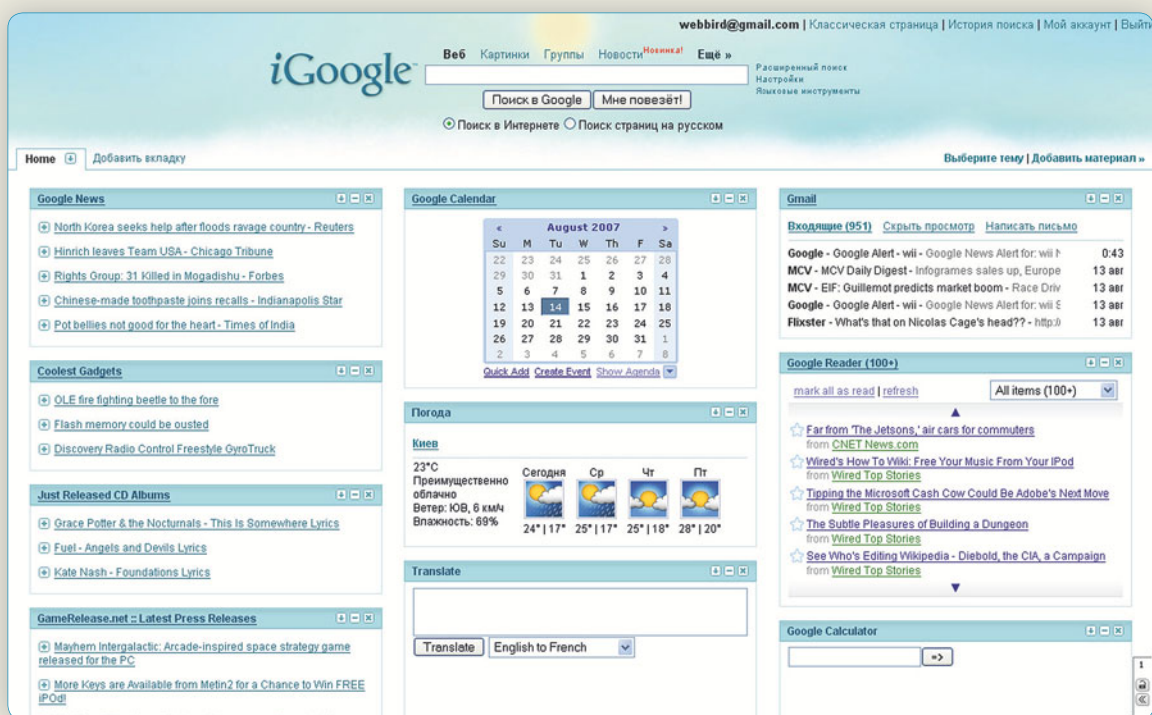 webbird@gmail.com | Классическая страница | История поиска | Мой аккаунт | Выйти
iGoogle™
Веб Картинки Группы Новости Новинка! Ещё »
Расширенный поиск
Настройки
Языковые инструменты
Поиск в Google Мне повезёт!
Поиск в Интернете Поиск страниц на русском
Home Добавить вкладку
Выберите тему | Добавить материал »
Google News
North Korea seeks help after floods ravage country - Reuters
Hinrich leaves Team USA - Chicago Tribune
Rights Group: 31 Killed in Mogadishu - Forbes
Chinese-made toothpaste joins recalls - Indianapolis Star
Pot bellies not good for the heart - Times of India
Coolest Gadgets
OLE fire fighting beetle to the fore
Flash memory could be ousted
Discovery Radio Control Freestyle GyroTruck
Just Released CD Albums
Grace Potter & the Nocturnals - This Is Somewhere Lyrics
Fuel - Angels and Devils Lyrics
Kate Nash - Foundations Lyrics
GameRelease.net :: Latest Press Releases
Mayhem Intergalactic: Arcade-inspired space strategy game
released for the PC
More Keys are Available from Metin2 for a Chance to Win FREE
iPOd!
Google Calendar
« August 2007 »
Su M Tu W Th F Sa
22 23 24 25 26 27 28
29 30 31 1 2 3 4
5 6 7 8 9 10 11
12 13 14 15 16 17 18
19 20 21 22 23 24 25
26 27 28 29 30 31 1
2 3 4 5 6 7 8
Quick Add Create Event Show Agenda
Погода
Киев
23°C
Преимущественно
облачно
Ветер: ЮВ, 6 км/ч
Влажность: 69%
Сегодня Ср Чт Пт
24° | 17° 25° | 17° 25° | 18° 28° | 20°
Translate
Translate English to French
Gmail
Входящие (951) Скрыть просмотр Написать письмо
Google - Google Alert - wii - Google News Alert for: wii 0:43
MCV - MCV Daily Digest - Infogrames sales up, Europe 13 авг
MCV - EIF: Guillemot predicts market boom - Race Driv 13 авг
Google - Google Alert - wii - Google News Alert for: wii 13 авг
Flixster - What's that on Nicolas Cage's head?? - http:// 13 авг
Google Reader (100+)
mark all as read | refresh All items (100+)
Far from 'The Jetsons,' air cars for commuters
from CNET News.com
Wired's How To Wiki: Free Your Music From Your IPod
from Wired Top Stories
Tipping the Microsoft Cash Cow Could Be Adobe's Next Move
from Wired Top Stories
The Subtle Pleasures of Building a Dungeon
from Wired Top Stories
See Who's Editing Wikipedia - Diebold, the CIA, a Campaign
from Wired Top Stories
Google Calculator
=>
1